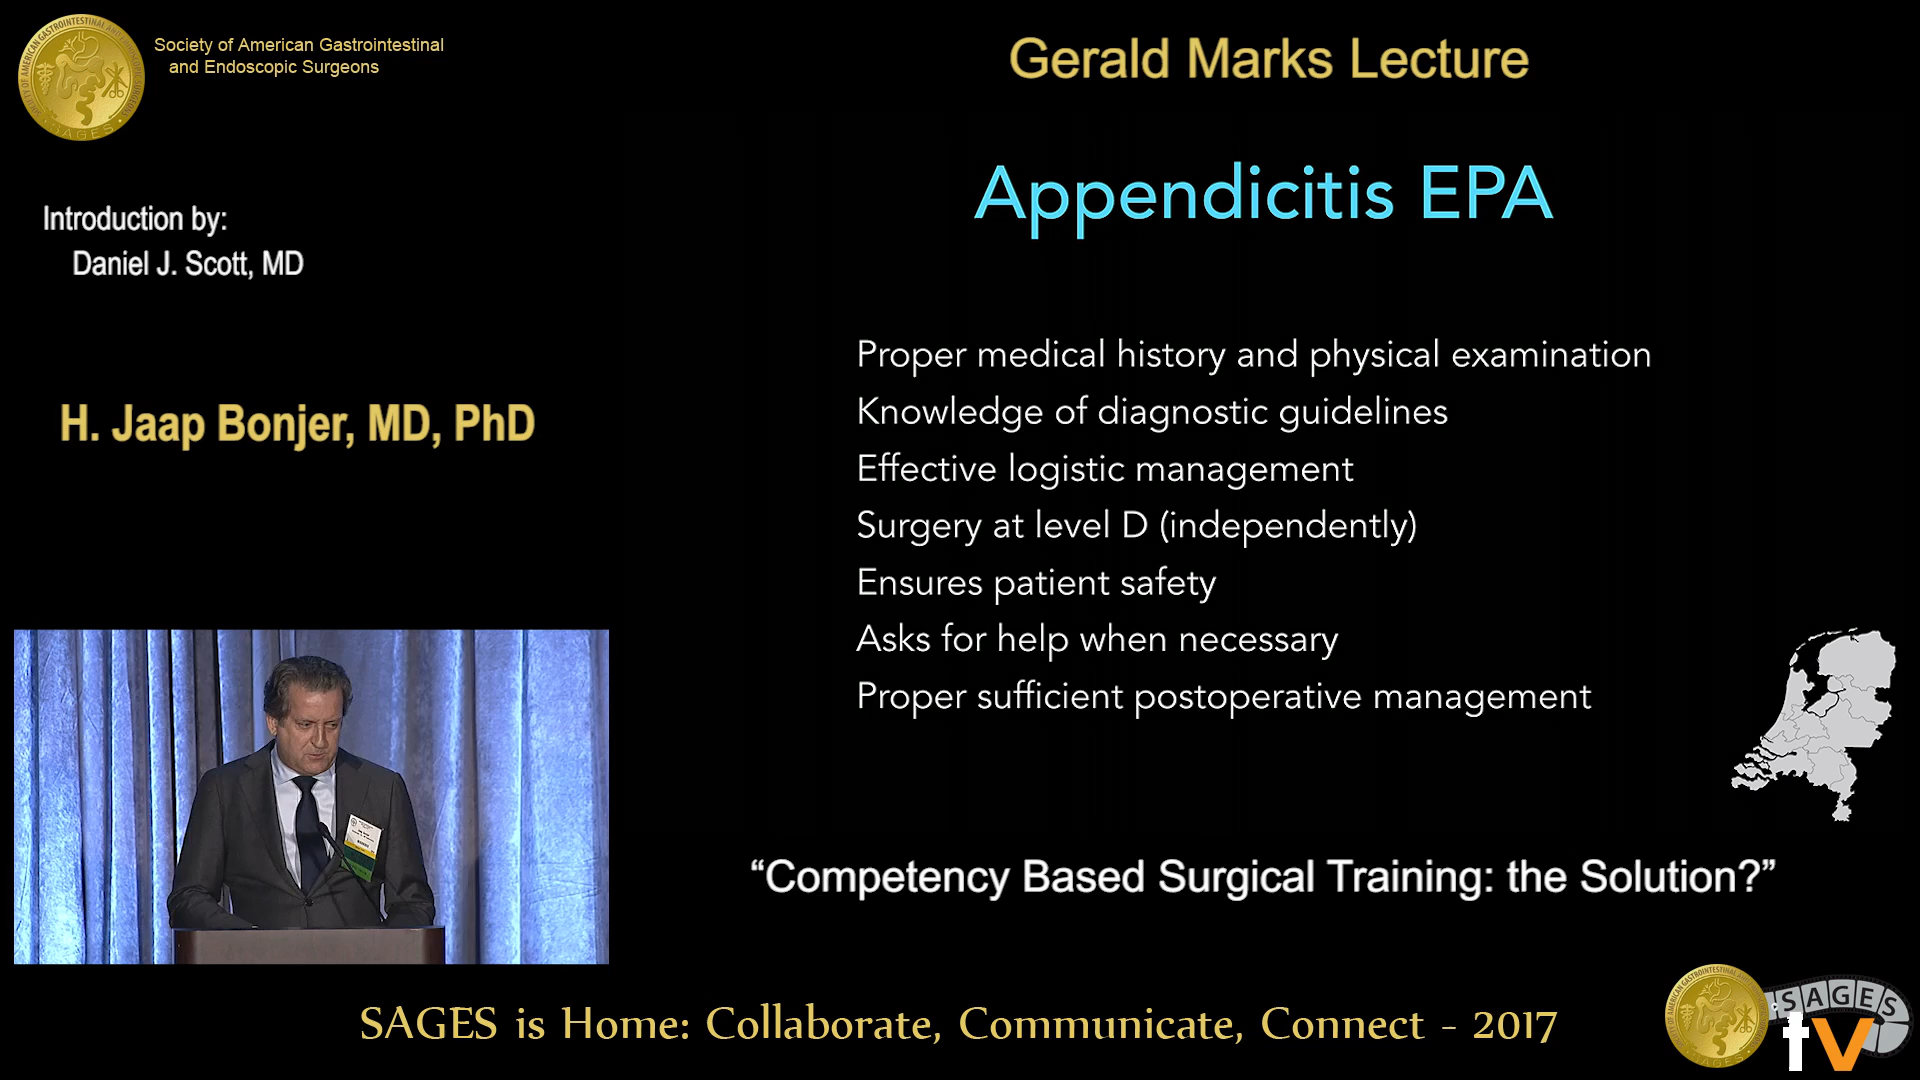 Society of American Gastrointestinal
and Endoscopic Surgeons
Gerald Marks Lecture
Introduction by:
Daniel J. Scott, MD
H. Jaap Bonjer, MD, PhD
Appendicitis EPA
Proper medical history and physical examination
Knowledge of diagnostic guidelines
Effective logistic management
Surgery at level D (independently)
Ensures patient safety
Asks for help when necessary
Proper sufficient postoperative management
“Competency Based Surgical Training: the Solution?”
SAGES is Home: Collaborate, Communicate, Connect - 2017
SAGES
tv